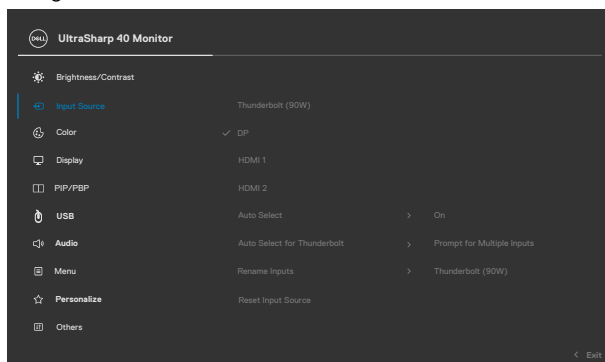 DELL
UltraSharp 40 Monitor
Brightness/Contrast
Input Source Thunderbolt (90W)
Color DP
Display HDMI 1
PIP/PBP HDMI 2
USB Auto Select > On
Audio Auto Select for Thunderbolt > Prompt for Multiple Inputs
Menu Rename Inputs > Thunderbolt (90W)
Personalize Reset Input Source
Others
< Exit